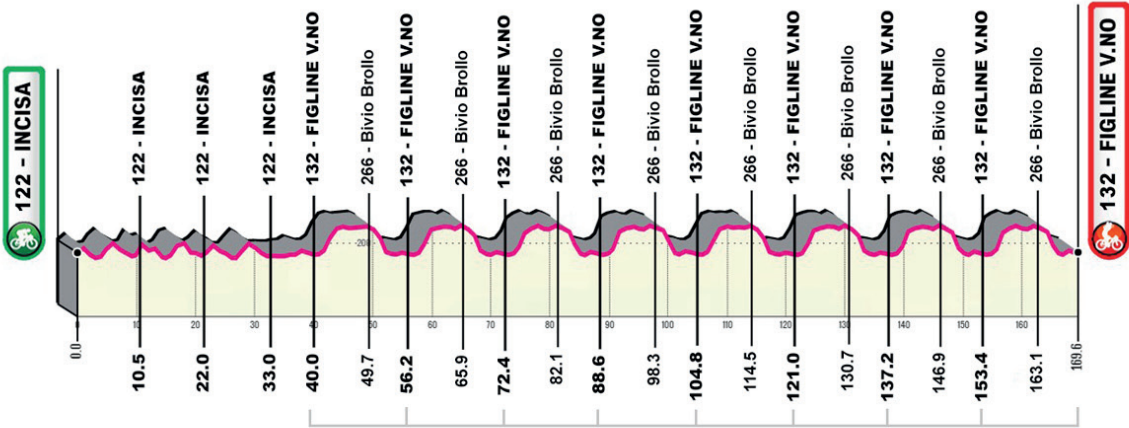 122 - INCISA
122 - INCISA
122 - INCISA
122 - INCISA
132 - FIGLINE V.NO
266 - Bivio Brollo
132 - FIGLINE V.NO
266 - Bivio Brollo
132 - FIGLINE V.NO
266 - Bivio Brollo
132 - FIGLINE V.NO
266 - Bivio Brollo
132 - FIGLINE V.NO
266 - Bivio Brollo
132 - FIGLINE V.NO
266 - Bivio Brollo
132 - FIGLINE V.NO
266 - Bivio Brollo
132 - FIGLINE V.NO
266 - Bivio Brollo
132 - FIGLINE V.NO
200
0
10
20
30
40
50
60
70
80
90
100
110
120
130
140
150
160
0.0
10.5
22.0
33.0
40.0
49.7
56.2
65.9
72.4
82.1
88.6
98.3
104.8
114.5
121.0
130.7
137.2
146.9
153.4
163.1
169.6